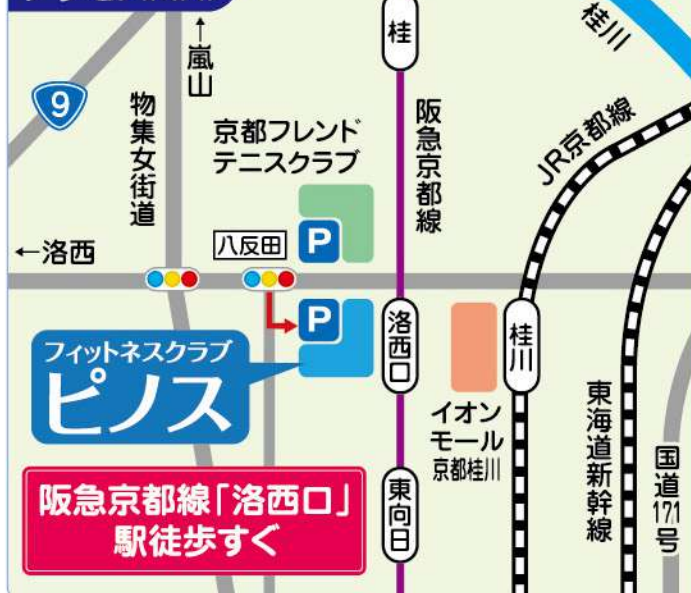 桂
桂川
↑
嵐山
9
物集女街道
京都フレンド
テニスクラブ
阪急京都線
JR京都線
←洛西
八反田
P
P
フィットネスクラブ
ピノス
洛西口
桂川
イオン
モール
京都桂川
東海道新幹線
国道171号
東向日
阪急京都線「洛西口」
駅徒歩すぐ